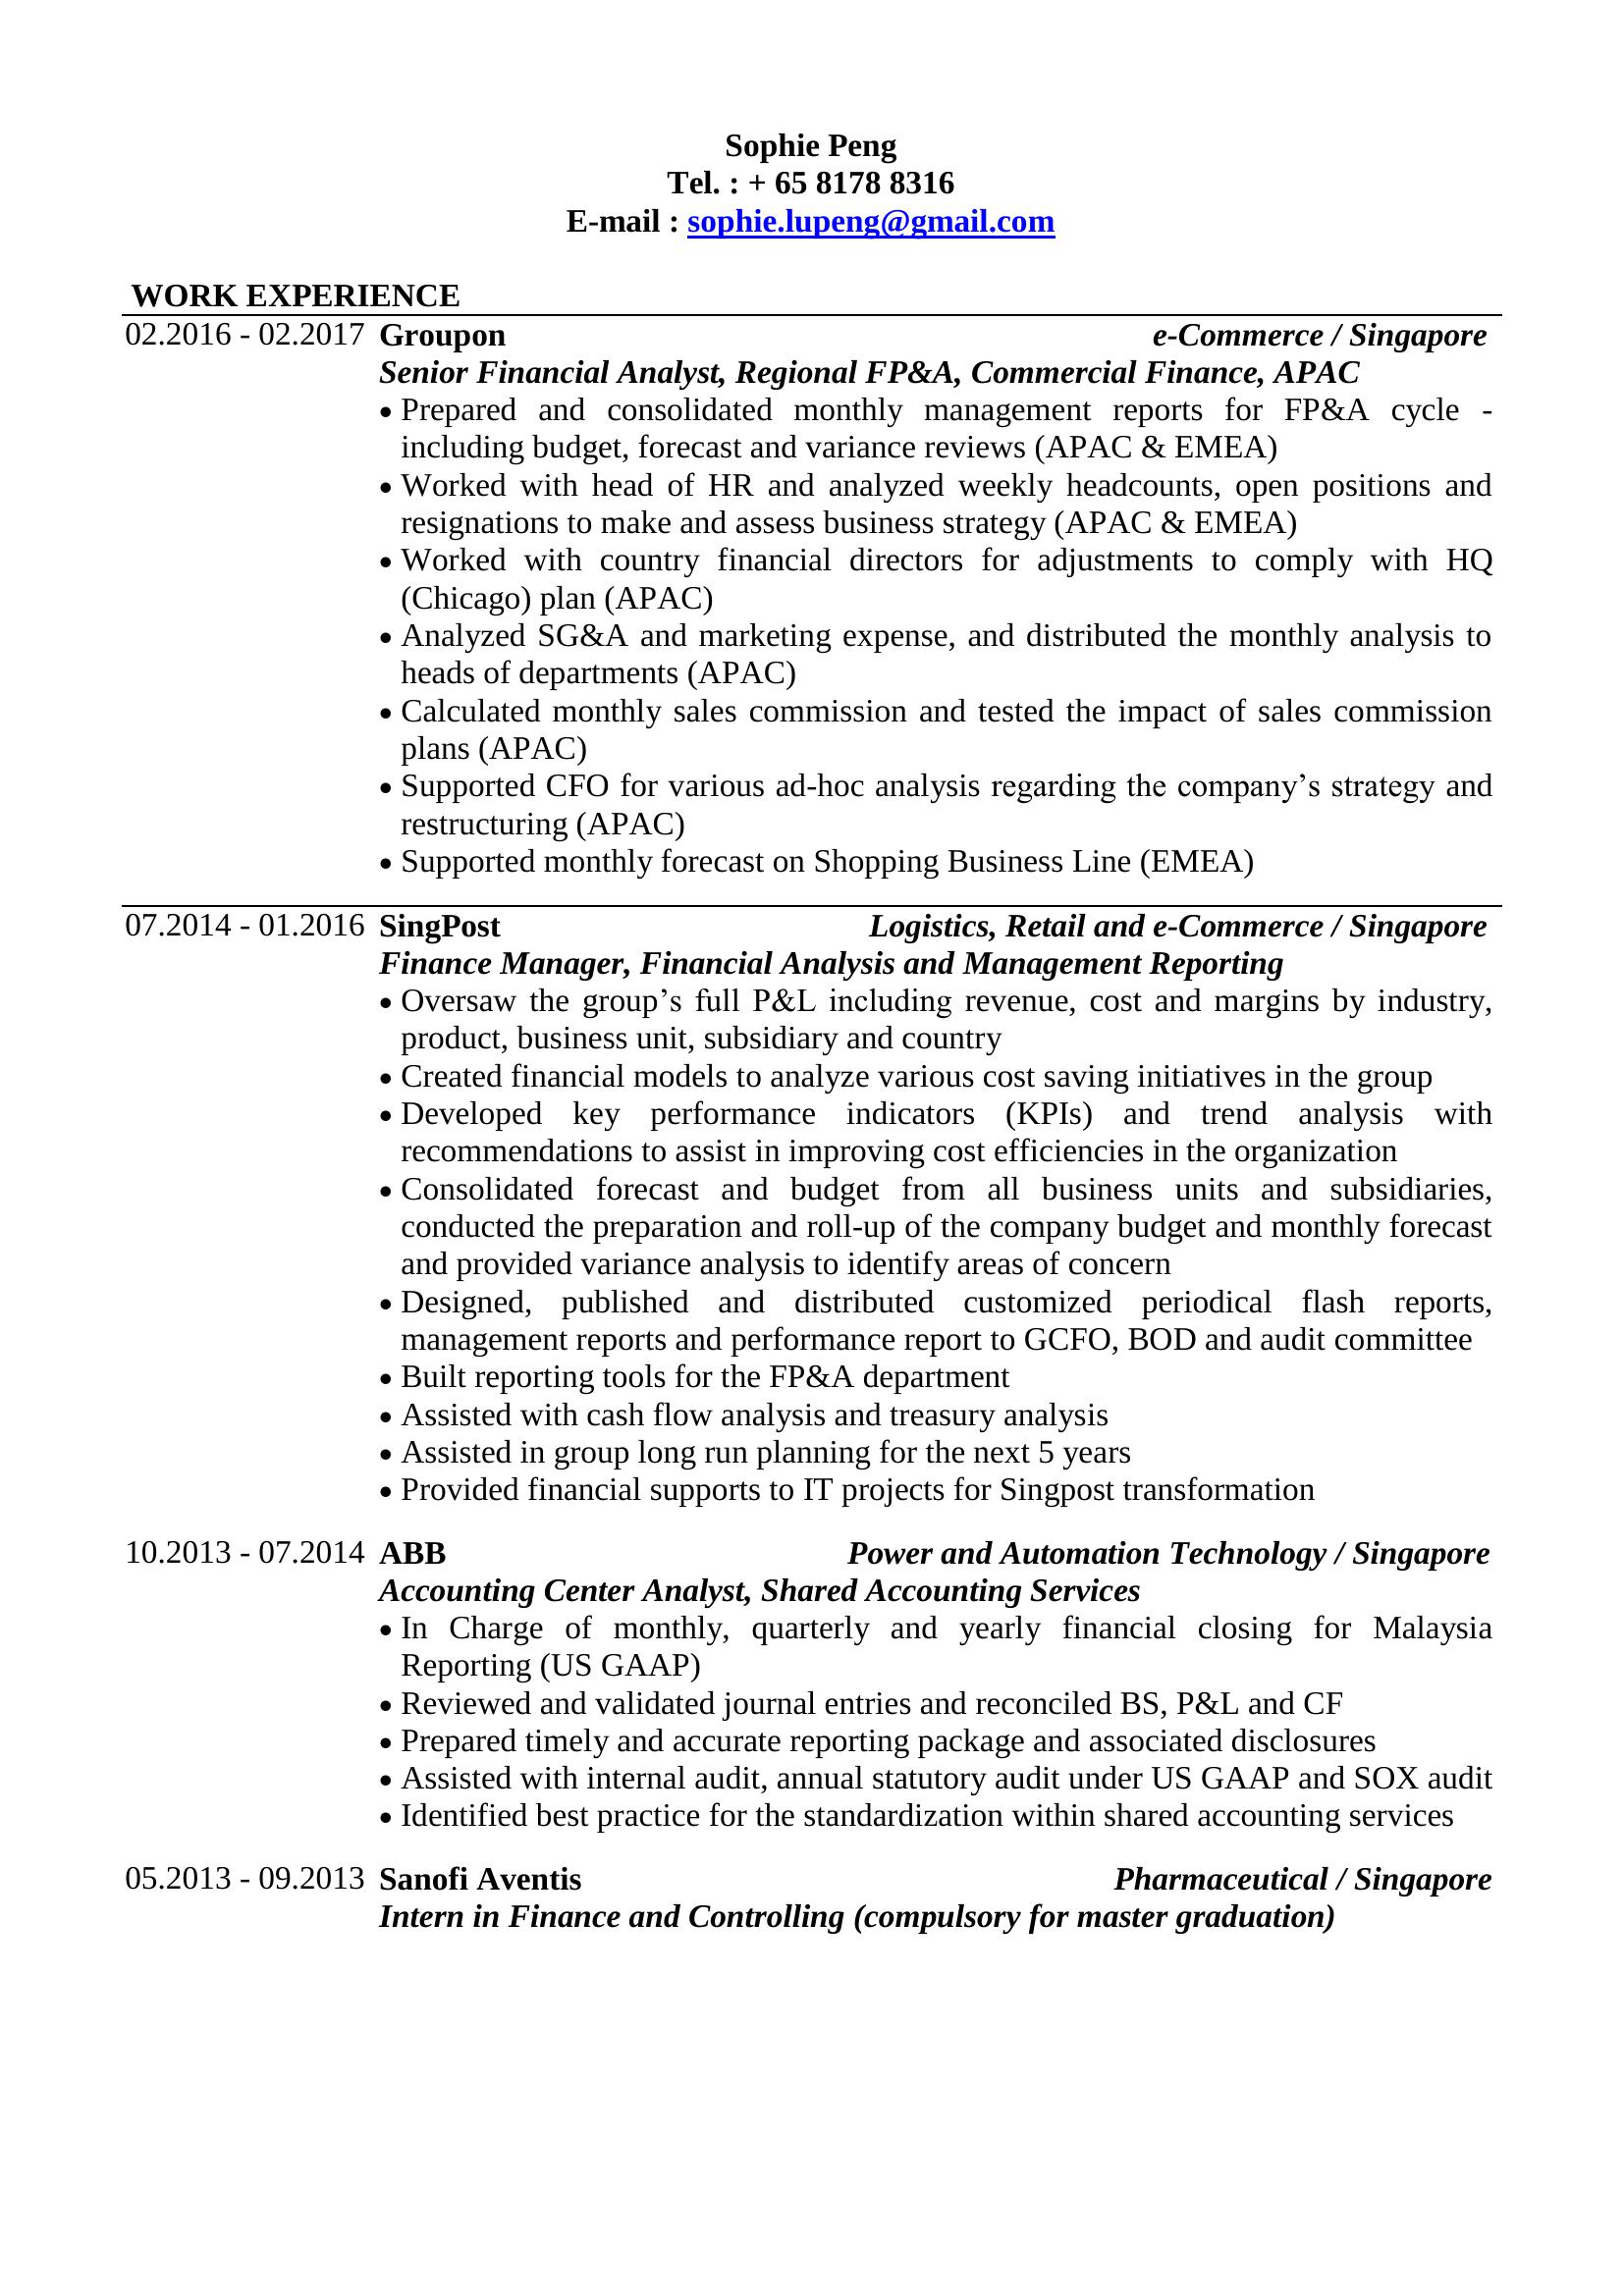 Sophie Peng
Tel. : + 65 8178 8316
E-mail : sophie.lupeng@gmail.com
WORK EXPERIENCE
02.2016 - 02.2017 Groupon e-Commerce / Singapore
Senior Financial Analyst, Regional FP&A, Commercial Finance, APAC
• Prepared and consolidated monthly management reports for FP&A cycle -
including budget, forecast and variance reviews (APAC & EMEA)
• Worked with head of HR and analyzed weekly headcounts, open positions and
resignations to make and assess business strategy (APAC & EMEA)
• Worked with country financial directors for adjustments to comply with HQ
(Chicago) plan (APAC)
• Analyzed SG&A and marketing expense, and distributed the monthly analysis to
heads of departments (APAC)
• Calculated monthly sales commission and tested the impact of sales commission
plans (APAC)
• Supported CFO for various ad-hoc analysis regarding the company’s strategy and
restructuring (APAC)
• Supported monthly forecast on Shopping Business Line (EMEA)
07.2014 - 01.2016 SingPost Logistics, Retail and e-Commerce / Singapore
Finance Manager, Financial Analysis and Management Reporting
• Oversaw the group’s full P&L including revenue, cost and margins by industry,
product, business unit, subsidiary and country
• Created financial models to analyze various cost saving initiatives in the group
• Developed key performance indicators (KPIs) and trend analysis with
recommendations to assist in improving cost efficiencies in the organization
• Consolidated forecast and budget from all business units and subsidiaries,
conducted the preparation and roll-up of the company budget and monthly forecast
and provided variance analysis to identify areas of concern
• Designed, published and distributed customized periodical flash reports,
management reports and performance report to GCFO, BOD and audit committee
• Built reporting tools for the FP&A department
• Assisted with cash flow analysis and treasury analysis
• Assisted in group long run planning for the next 5 years
• Provided financial supports to IT projects for Singpost transformation
10.2013 - 07.2014 ABB Power and Automation Technology / Singapore
Accounting Center Analyst, Shared Accounting Services
• In Charge of monthly, quarterly and yearly financial closing for Malaysia
Reporting (US GAAP)
• Reviewed and validated journal entries and reconciled BS, P&L and CF
• Prepared timely and accurate reporting package and associated disclosures
• Assisted with internal audit, annual statutory audit under US GAAP and SOX audit
• Identified best practice for the standardization within shared accounting services
05.2013 - 09.2013 Sanofi Aventis Pharmaceutical / Singapore
Intern in Finance and Controlling (compulsory for master graduation)